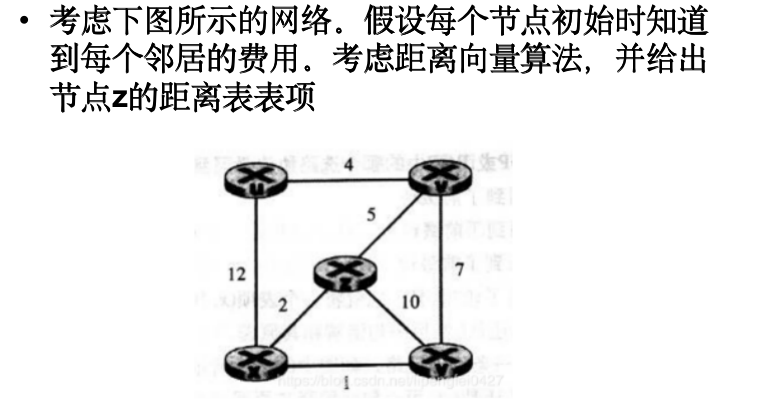 • 考虑下图所示的网络。假设每个节点初始时知道
到每个邻居的费用。考虑距离向量算法，并给出
节点z的距离表表项
4
u
v
5
12
z
7
2
10
x
y
1